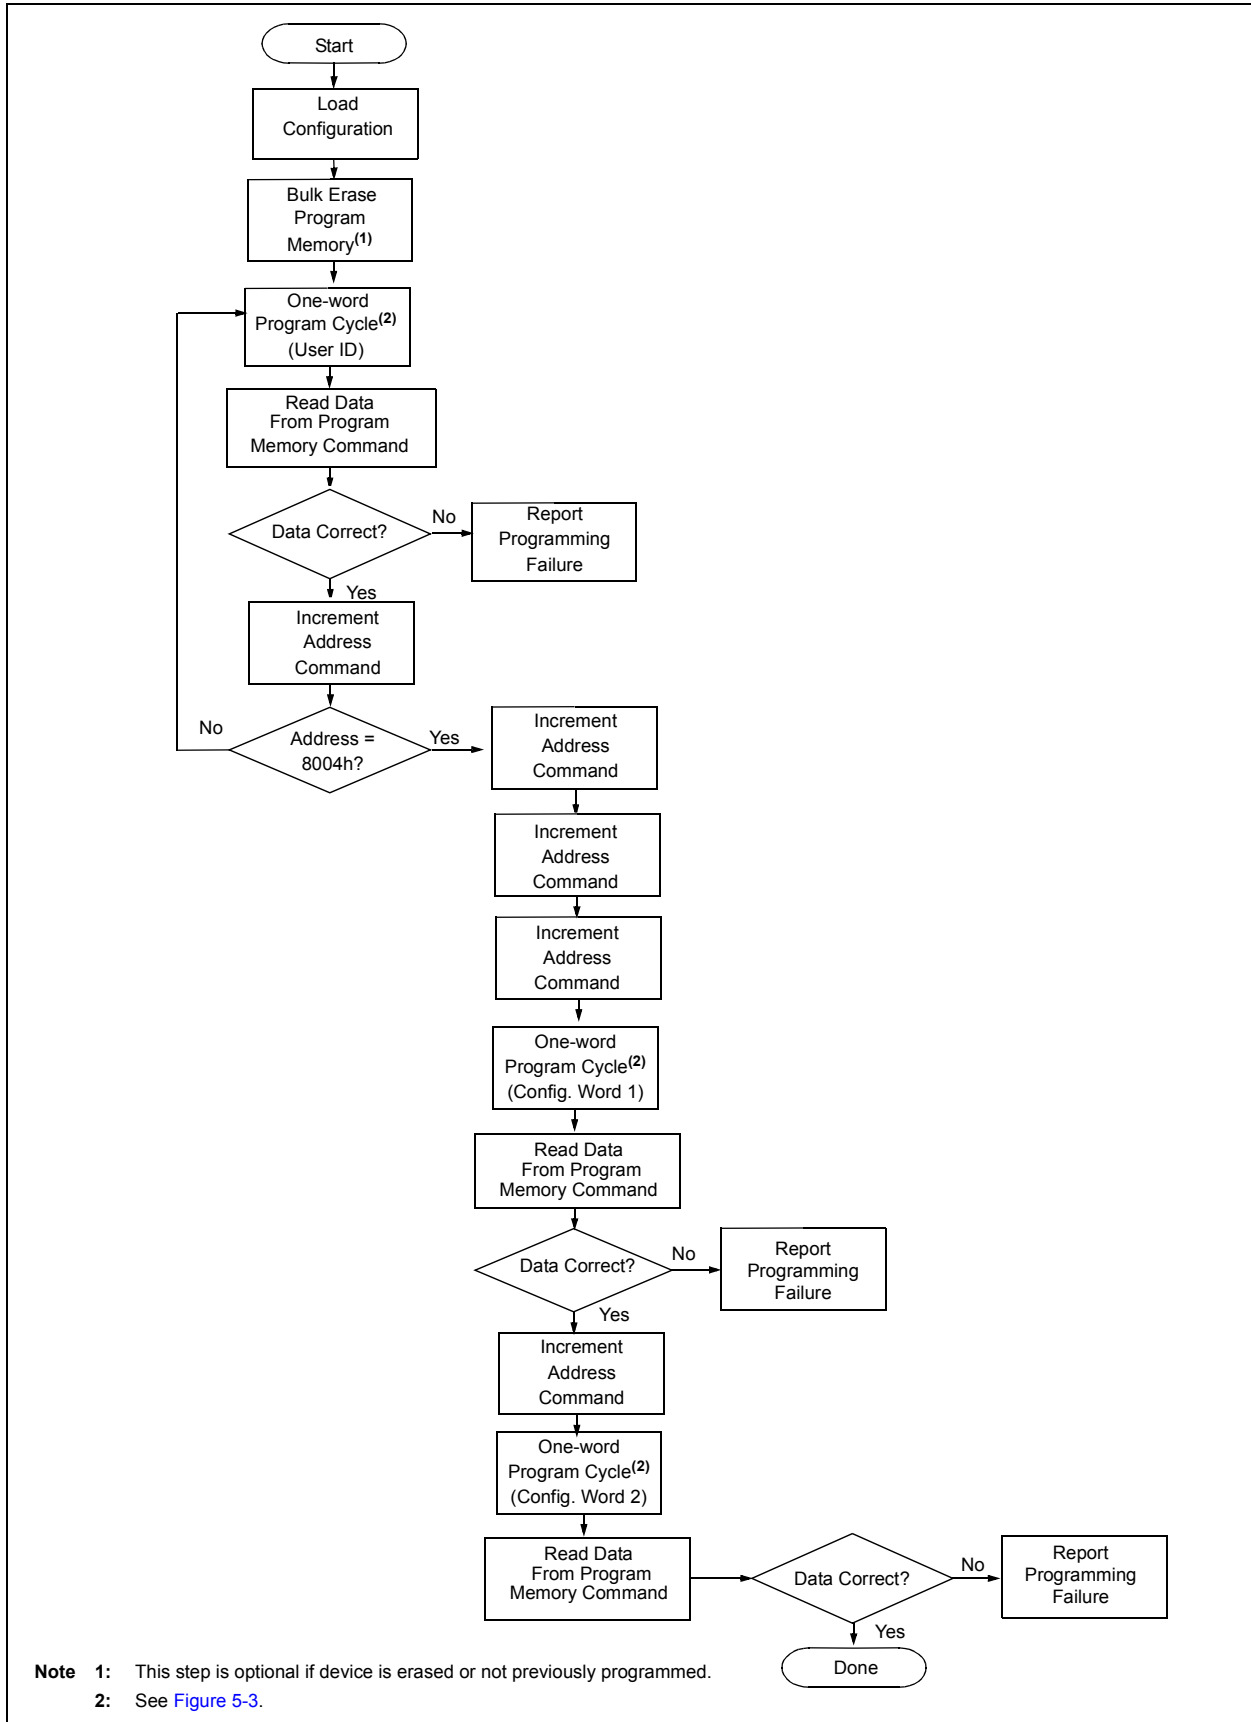 Start
Load
Configuration
Bulk Erase
Program
Memory(1)
One-word
Program Cycle(2)
(User ID)
Read Data
From Program
Memory Command
Data Correct?
No
Report
Programming
Failure
Yes
Increment
Address
Command
No
Address =
8004h?
Yes
Increment
Address
Command
Increment
Address
Command
Increment
Address
Command
One-word
Program Cycle(2)
(Config. Word 1)
Read Data
From Program
Memory Command
Data Correct?
No
Report
Programming
Failure
Yes
Increment
Address
Command
One-word
Program Cycle(2)
(Config. Word 2)
Read Data
From Program
Memory Command
Data Correct?
No
Report
Programming
Failure
Yes
Done
Note 1: This step is optional if device is erased or not previously programmed.
2: See Figure 5-3.